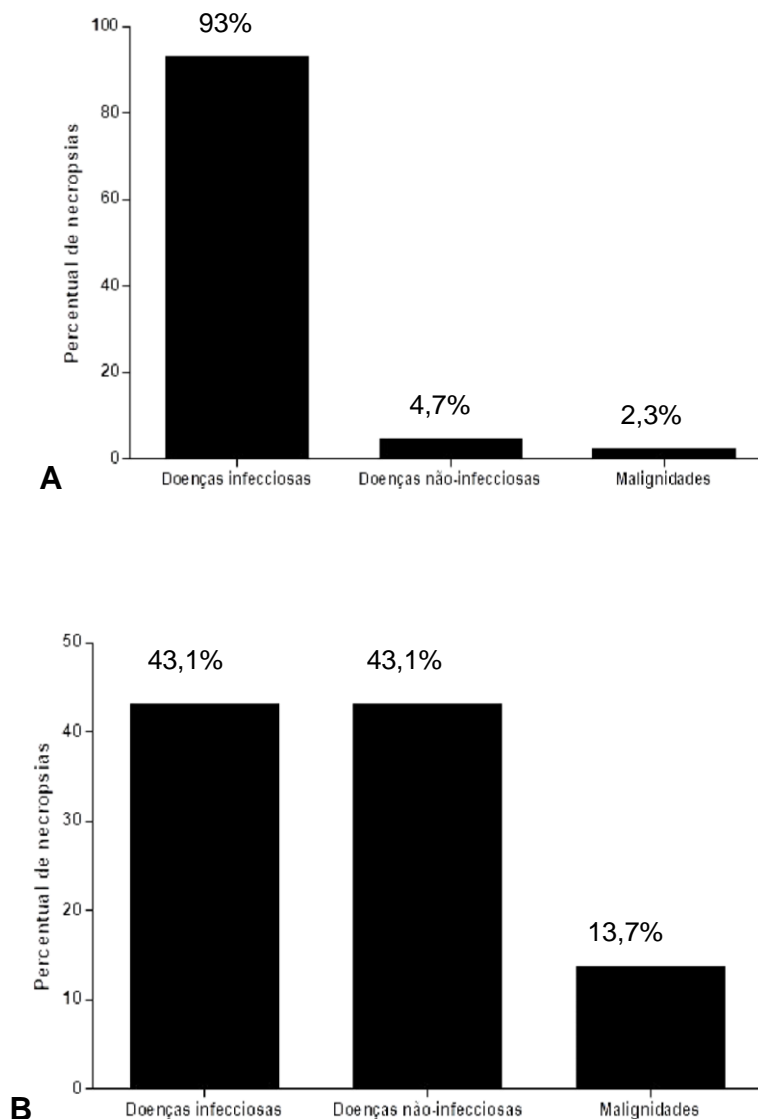 100
93%
80
60
40
20
0
Percentual de necropsias
4,7%
2,3%
A
Doenças infecciosas Doenças não-infecciosas Malignidades
50
43,1% 43,1%
40
30
20
13,7%
10
0
Percentual de necropsias
B
Doenças infecciosas Doenças não-infecciosas Malignidades